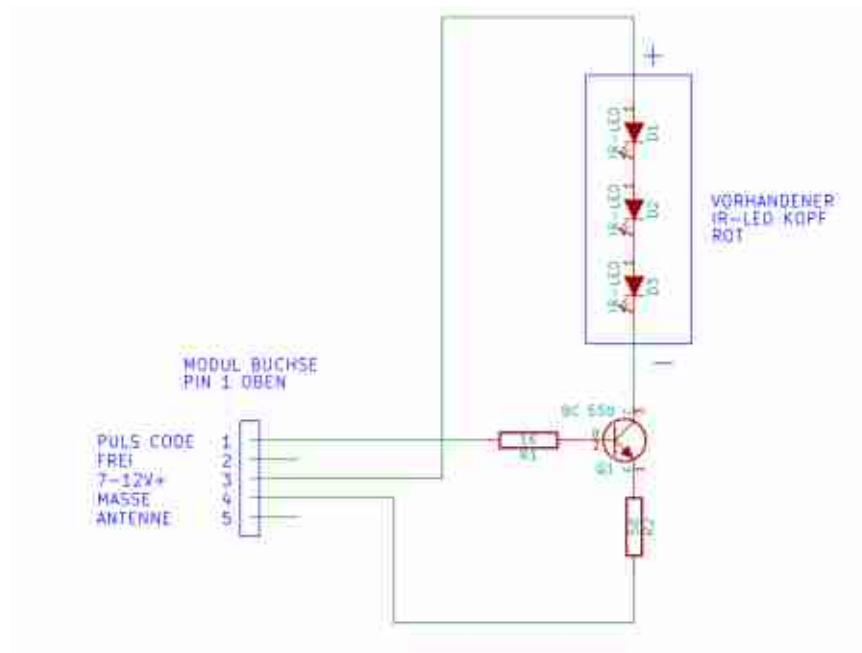 +
IR-LED
D1
IR-LED
D2
IR-LED
D3
VORHANDENER
IR-LED KOPF
ROT
-
MODUL BUCHSE
PIN 1 OBEN
BC 550
PULS CODE 1
FREI 2
7-12V+ 3
MASSE 4
ANTENNE 5
R1
Q1
R2